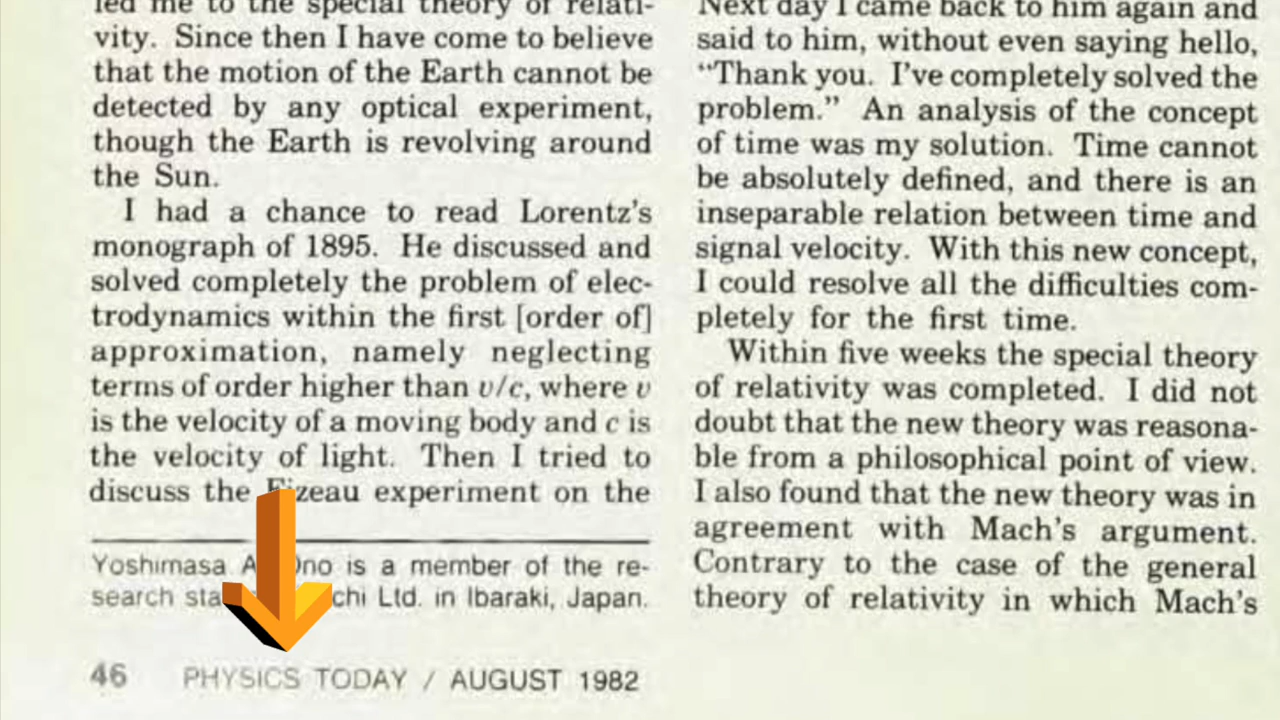 led me to the special theory of relati-
vity. Since then I have come to believe
that the motion of the Earth cannot be
detected by any optical experiment,
though the Earth is revolving around
the Sun.
I had a chance to read Lorentz's
monograph of 1895. He discussed and
solved completely the problem of elec-
trodynamics within the first [order of]
approximation, namely neglecting
terms of order higher than v/c, where v
is the velocity of a moving body and c is
the velocity of light. Then I tried to
discuss the Fizeau experiment on the
Yoshimasa A. Ono is a member of the re-
search chi Ltd. in Ibaraki, Japan.
46 PHYSICS TODAY / AUGUST 1982
Next day I came back to him again and
said to him, without even saying hello,
“Thank you. I've completely solved the
problem.” An analysis of the concept
of time was my solution. Time cannot
be absolutely defined, and there is an
inseparable relation between time and
signal velocity. With this new concept,
I could resolve all the difficulties com-
pletely for the first time.
Within five weeks the special theory
of relativity was completed. I did not
doubt that the new theory was reasona-
ble from a philosophical point of view.
I also found that the new theory was in
agreement with Mach's argument.
Contrary to the case of the general
theory of relativity in which Mach's